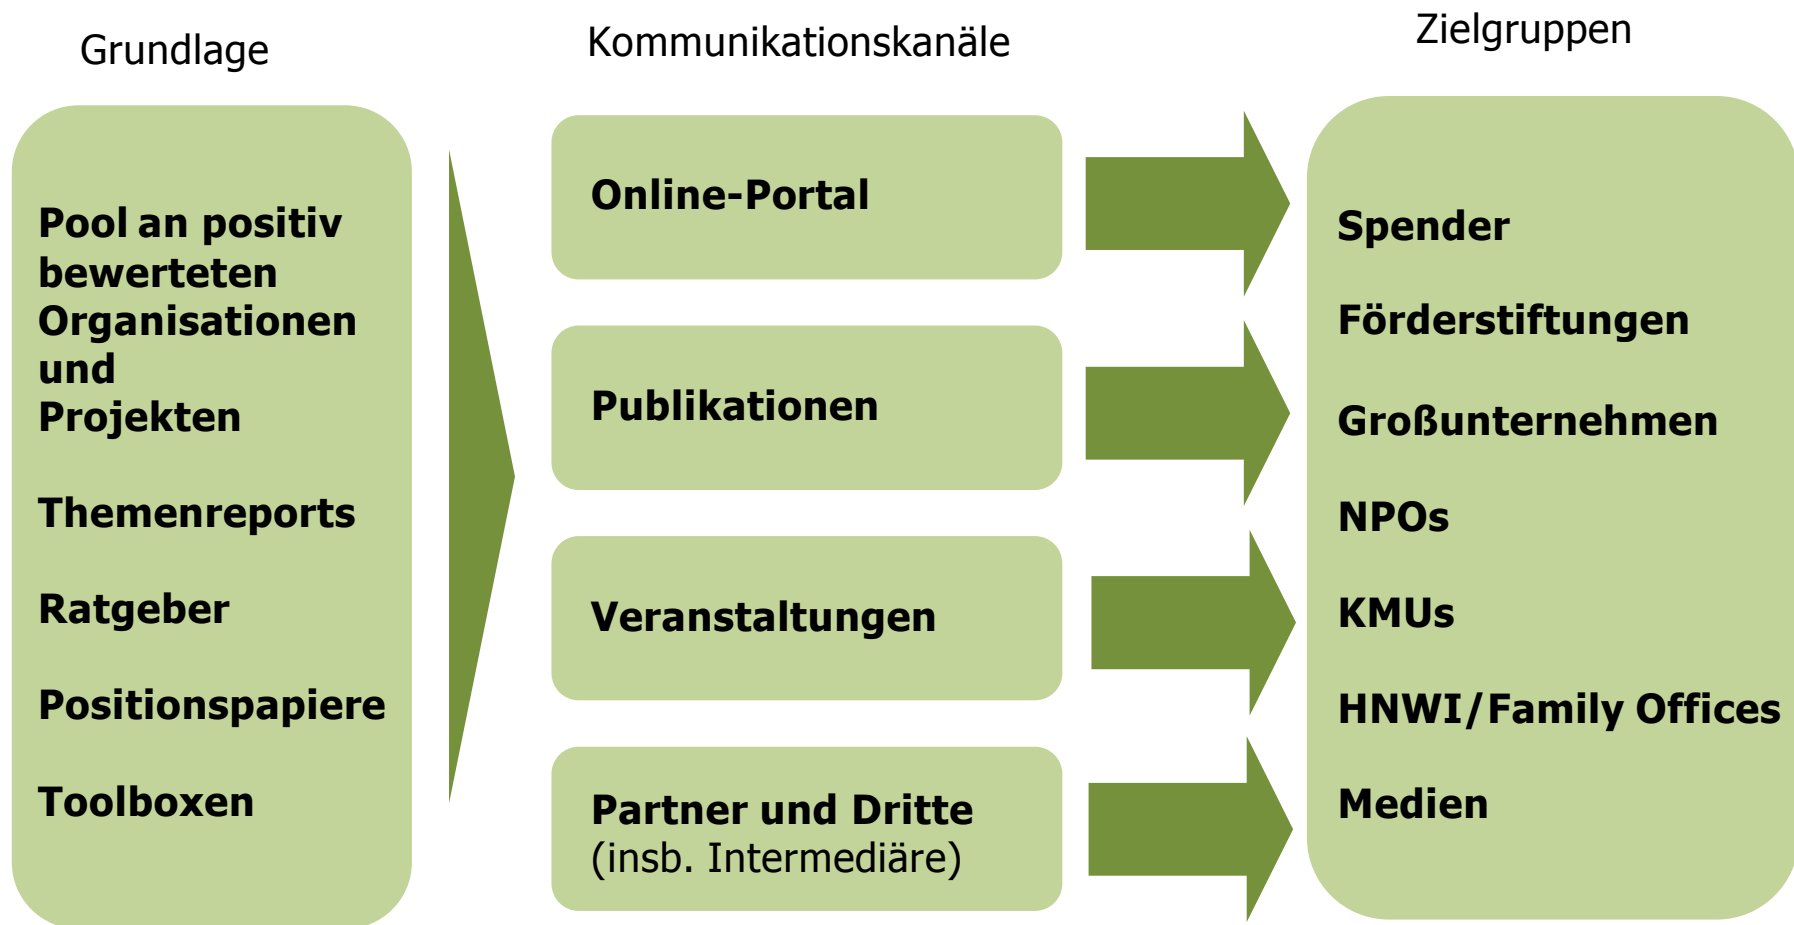 Grundlage
Kommunikationskanäle
Zielgruppen
Pool an positiv
bewerteten
Organisationen
und
Projekten
Themenreports
Ratgeber
Positionspapiere
Toolboxen
Online-Portal
Publikationen
Veranstaltungen
Partner und Dritte
(insb. Intermediäre)
Spender
Förderstiftungen
Großunternehmen
NPOs
KMUs
HNWI/Family Offices
Medien